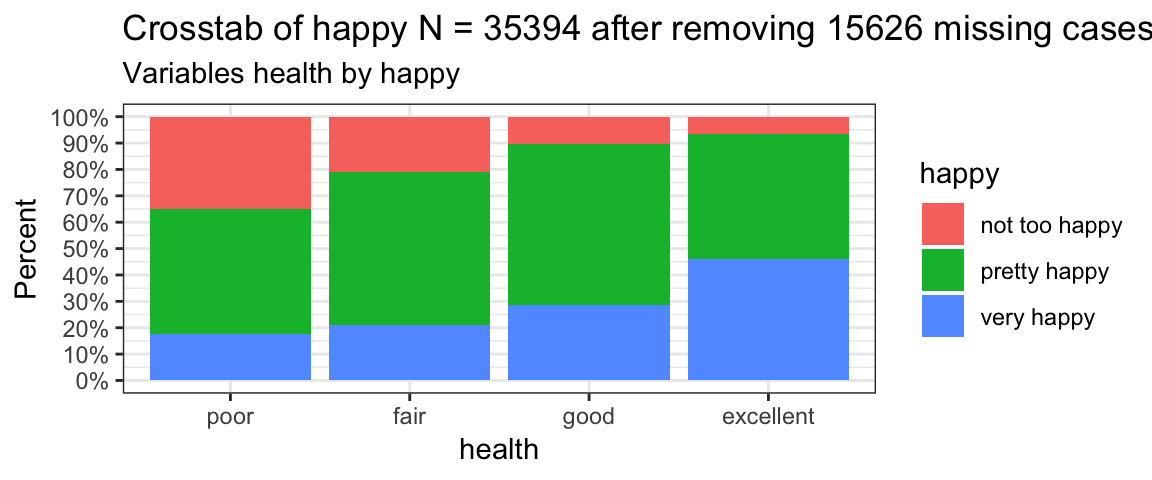 Crosstab of happy N = 35394 after removing 15626 missing cases
Variables health by happy
100%
90%
80%
70%
60%
50%
40%
30%
20%
10%
0%
Percent
poor fair good excellent
health
happy
not too happy
pretty happy
very happy